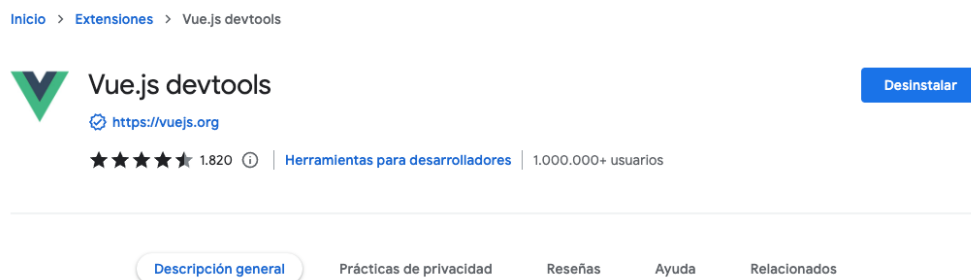 Inicio > Extensiones > Vue.js devtools
Vue.js devtools
Desinstalar
https://vuejs.org
1.820 | Herramientas para desarrolladores | 1.000.000+ usuarios
Descripción general Prácticas de privacidad Reseñas Ayuda Relacionados